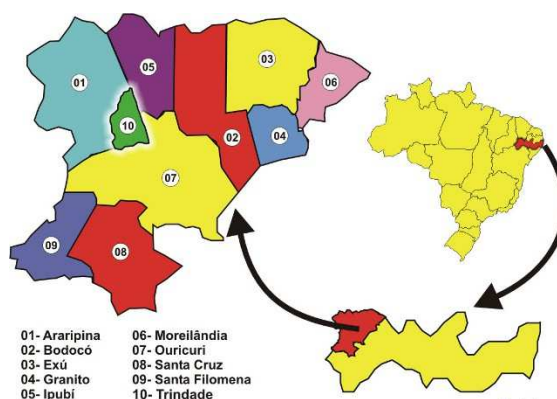 01
05
03
06
10
02
04
07
09
08
01- Araripina
02- Bodocó
03- Exú
04- Granito
05- Ipubí
06- Moreilândia
07- Ouricuri
08- Santa Cruz
09- Santa Filomena
10- Trindade